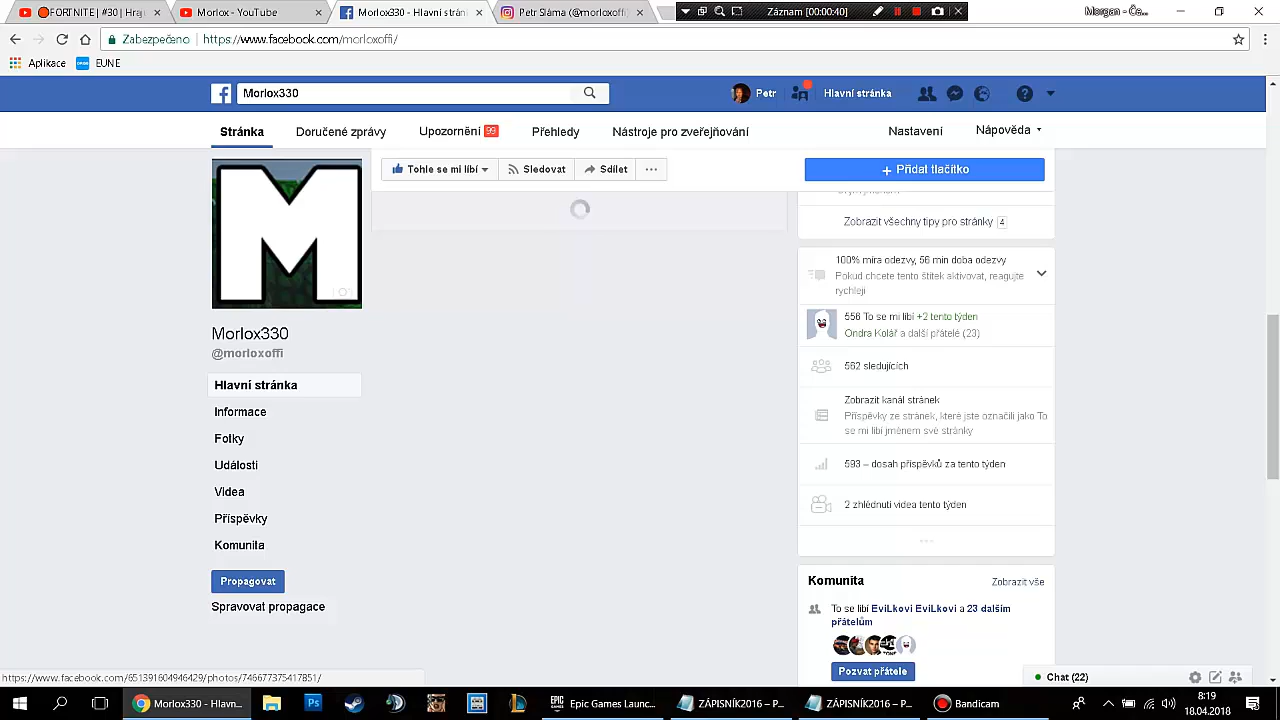 FORTNITE | #30 | Hraj
Morlox - YouTube
Morlox330 - Hlavní strán
Petr Sláma (@morloxoffi
Záznam [00:00:40]
Morgan - Če...
Zabezpečeno
https://www.facebook.com/morloxoffi/
Aplikace
EUNE
Morlox330
Petr
Hlavní stránka
Stránka
Doručené zprávy
Upozornění 99
Přehledy
Nástroje pro zveřejňování
Nastavení
Nápověda
Tohle se mi líbí
Sledovat
Sdílet
+ Přidat tlačítko
M
Zobrazit všechny tipy pro stránky 4
100% míra odezvy, 56 min doba odezvy
Pokud chcete tento štítek aktivovat, reagujte
rychleji
556 To se mi líbí +2 tento týden
Ondra Kolář a další přátelé (23)
Morlox330
@morloxoffi
562 sledujících
Hlavní stránka
Informace
Fotky
Události
Videa
Příspěvky
Komunita
Propagovat
Spravovat propagace
Zobrazit kanál stránek
Příspěvky ze stránek, které jste označili jako To
se mi líbí jménem své stránky
593 – dosah příspěvků za tento týden
2 zhlédnutí videa tento týden
Komunita
Zobrazit vše
To se líbí EviLkovi EviLkovi a 23 dalším
přátelům
Pozvat přátele
Chat (22)
Morlox330 - Hlavn...
Epic Games Launc...
ZÁPISNÍK2016 – P...
ZÁPISNÍK2016 – P...
Bandicam
8:19
18.04.2018